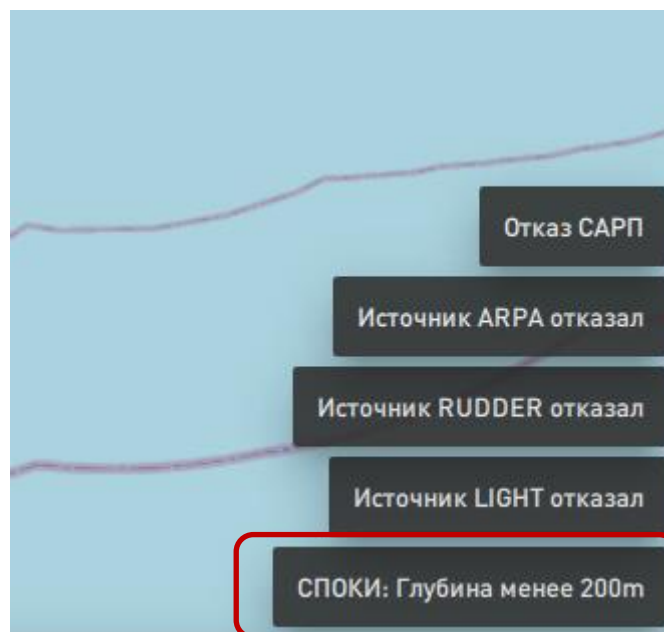 Отказ САРП
Источник ARPA отказал
Источник RUDDER отказал
Источник LIGHT отказал
СПОКИ: Глубина менее 200m